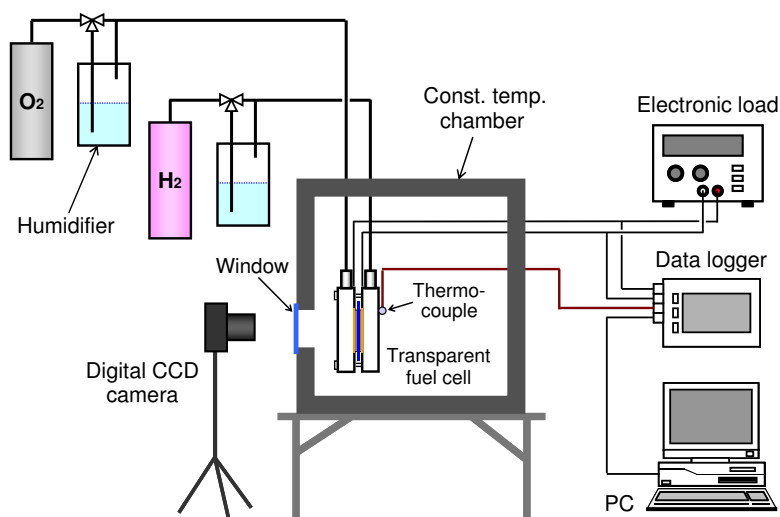 O2
Humidifier
H2
Const. temp.
chamber
Electronic load
Window
Thermo-
couple
Data logger
Digital CCD
camera
Transparent
fuel cell
PC